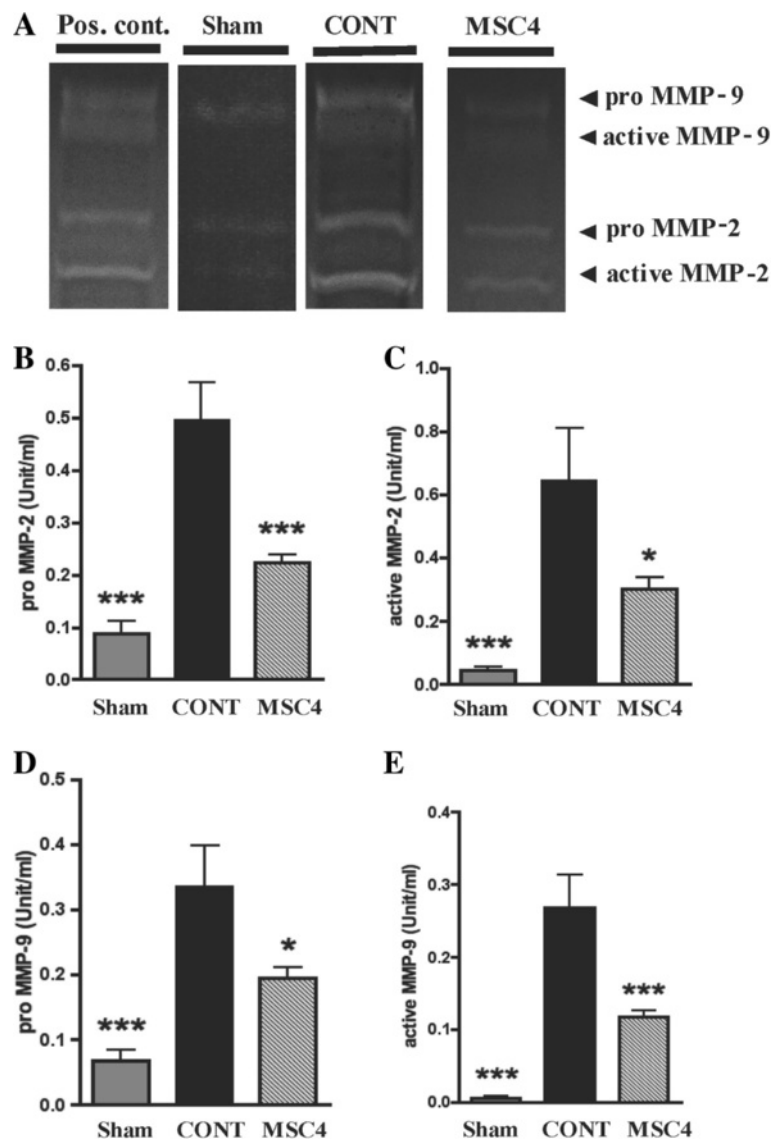 A
Pos. cont. Sham CONT MSC4
◄ pro MMP-9
◄ active MMP-9
◄ pro MMP-2
◄ active MMP-2
B
pro MMP-2 (Unit/ml)
0.6
0.5
0.4
0.3
0.2
0.1
0.0
***
***
Sham CONT MSC4
C
active MMP-2 (Unit/ml)
1.0
0.8
0.6
0.4
0.2
0.0
***
*
Sham CONT MSC4
D
pro MMP-9 (Unit/ml)
0.5
0.4
0.3
0.2
0.1
0.0
***
*
Sham CONT MSC4
E
active MMP-9 (Unit/ml)
0.4
0.3
0.2
0.1
0.0
***
***
Sham CONT MSC4